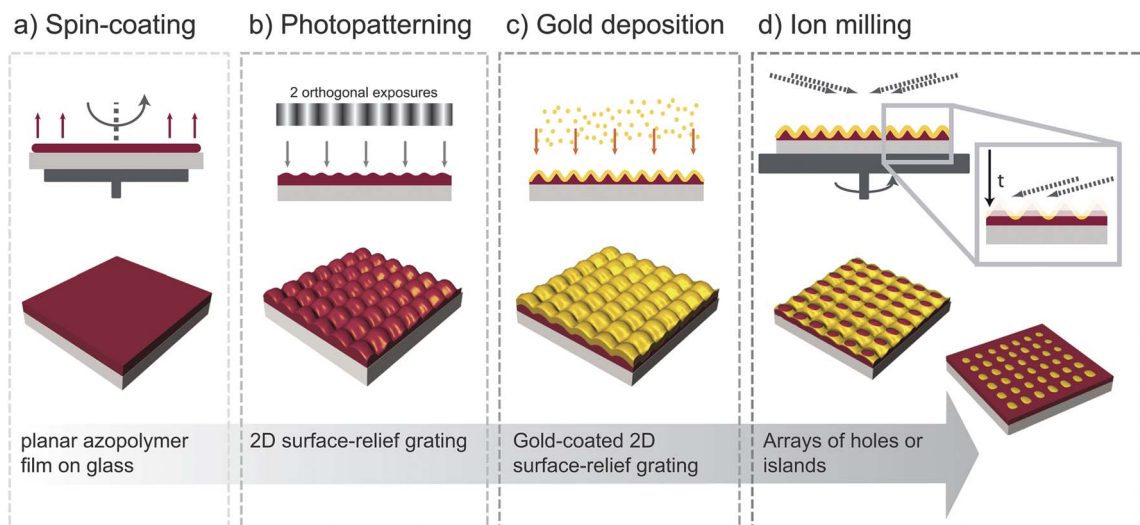 a) Spin-coating
b) Photopatterning
c) Gold deposition
d) Ion milling
2 orthogonal exposures
t
planar azopolymer
film on glass
2D surface-relief grating
Gold-coated 2D
surface-relief grating
Arrays of holes or
islands